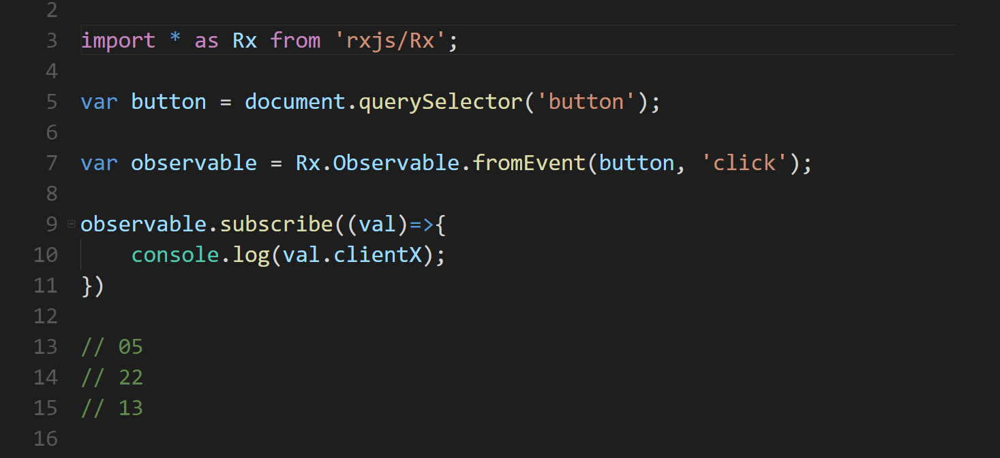 2
3 import * as Rx from 'rxjs/Rx';
4
5 var button = document.querySelector('button');
6
7 var observable = Rx.Observable.fromEvent(button, 'click');
8
9 observable.subscribe((val)=>{
10     console.log(val.clientX);
11 })
12
13 // 05
14 // 22
15 // 13
16